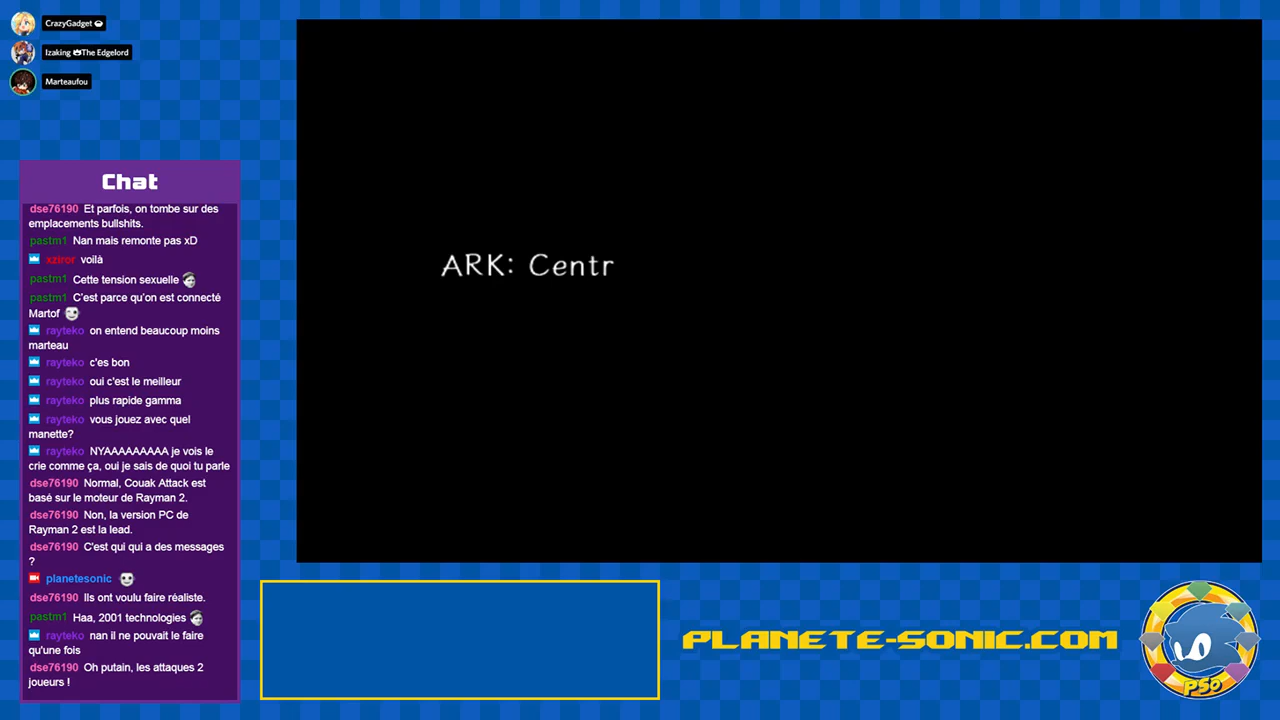 CrazyGadget
Izaking The Edgelord
Marteaufou
Chat
dse76190 Et parfois, on tombe sur des
emplacements bullshits.
pastm1 Nan mais remonte pas xD
xziror voilà
pastm1 Cette tension sexuelle
pastm1 C'est parce qu'on est connecté
Martof
rayteko on entend beaucoup moins
marteau
rayteko c'es bon
rayteko oui c'est le meilleur
rayteko plus rapide gamma
rayteko vous jouez avec quel
manette?
rayteko NYAAAAAAAAA je vois le
crie comme ça, oui je sais de quoi tu parle
dse76190 Normal, Couak Attack est
basé sur le moteur de Rayman 2.
dse76190 Non, la version PC de
Rayman 2 est la lead.
dse76190 C'est qui qui a des messages
?
planetesonic
dse76190 Ils ont voulu faire réaliste.
pastm1 Haa, 2001 technologies
rayteko nan il ne pouvait le faire
qu'une fois
dse76190 Oh putain, les attaques 2
joueurs !
ARK: Centr
PLANETE-SONIC.COM
PSO